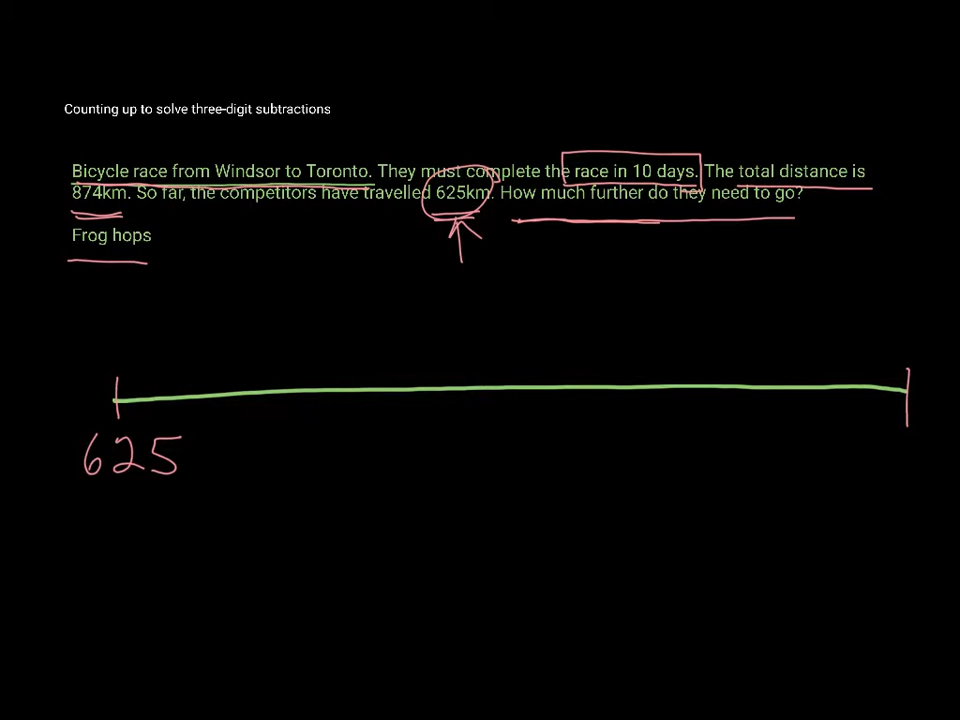 Counting up to solve three-digit subtractions
Bicycle race from Windsor to Toronto. They must complete the race in 10 days. The total distance is
874km. So far, the competitors have travelled 625km. How much further do they need to go?
Frog hops
625